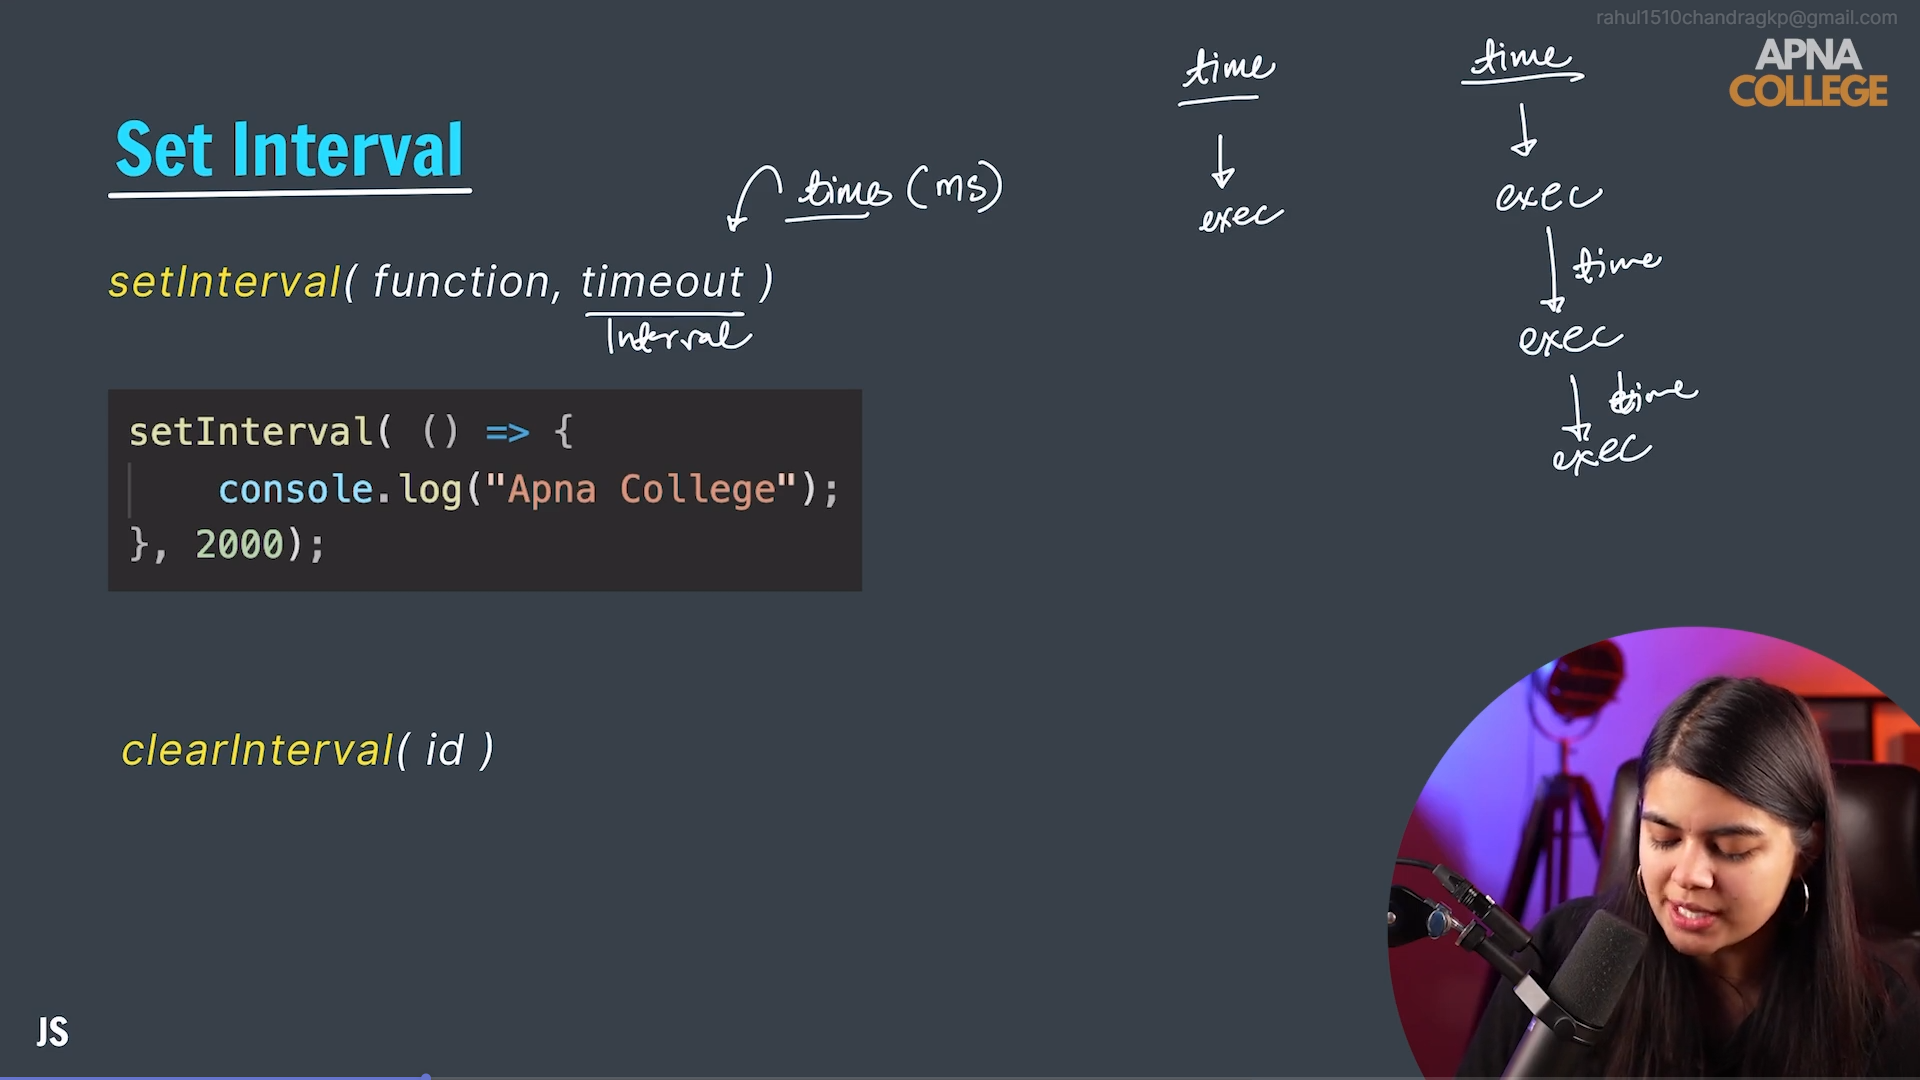 rahul1510chandragkp@gmail.com
APNA
COLLEGE
Set Interval
time (ms)
setInterval( function, timeout )
Interval
time
exec
time
exec
time
exec
time
exec
setInterval( () => {
console.log("Apna College");
}, 2000);
clearInterval( id )
JS